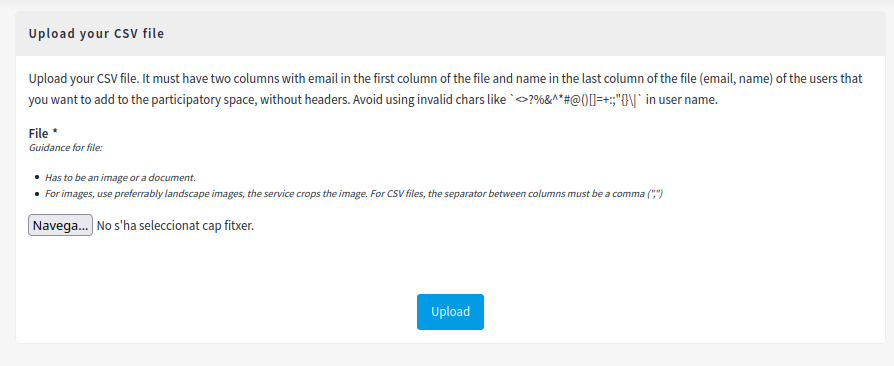 Upload your CSV file
Upload your CSV file. It must have two columns with email in the first column of the file and name in the last column of the file (email, name) of the users that
you want to add to the participatory space, without headers. Avoid using invalid chars like `<>?%&^*#@()[]=+:;"{}\|` in user name.
File *
Guidance for file:
• Has to be an image or a document.
• For images, use preferrably landscape images, the service crops the image. For CSV files, the separator between columns must be a comma (",")
Navega... No s'ha seleccionat cap fitxer.
Upload